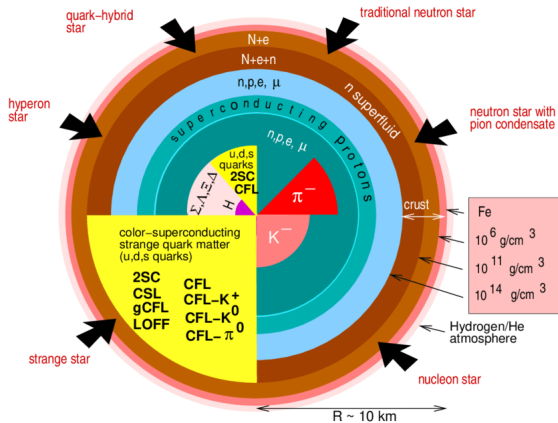 quark-hybrid
star
traditional neutron star
N+e
N+e+n
n,p,e, μ
n superfluid
hyperon
star
neutron star with
pion condensate
superconducting protons
n,p,e, μ
u,d,s
quarks
2SC
CFL
Σ,Λ,Ξ,Δ
H
π⁻
K⁻
crust
Fe
10⁶ g/cm³
10¹¹ g/cm³
10¹⁴ g/cm³
color-superconducting
strange quark matter
(u,d,s quarks)
2SC
CSL
gCFL
LOFF
CFL
CFL-K⁺
CFL-K⁰
CFL-π⁰
Hydrogen/He
atmosphere
strange star
nucleon star
R ~ 10 km